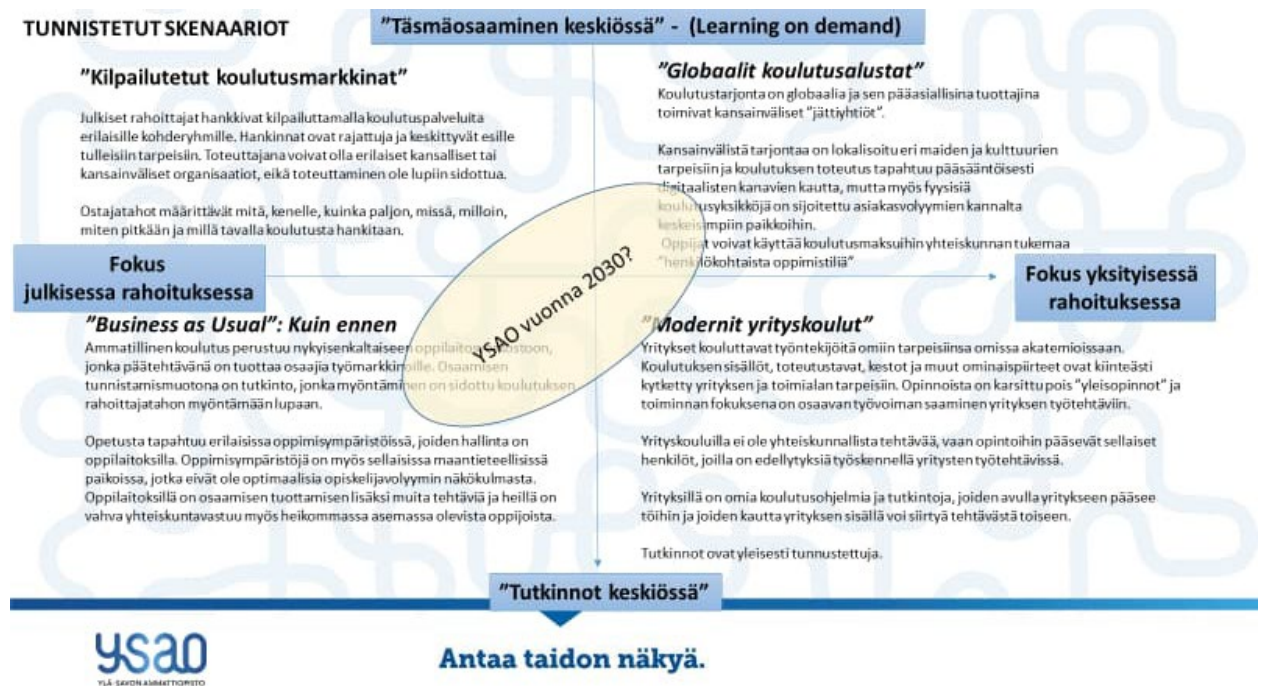 TUNNISTETUT SKENAARIOT
"Täsmäosaaminen keskiössä" - (Learning on demand)
"Kilpailutetut koulutusmarkkinat"
Julkiset rahoittajat hankkivat kilpailuttamalla koulutuspalveluita
erilaisille kohderyhmille. Hankinnat ovat rajattuja ja keskittyvät esille
tulleisiin tarpeisiin. Toteuttajana voivat olla erilaiset kansalliset tai
kansainväliset organisaatiot, eikä toteuttaminen ole lupiin sidottua.
Ostajatahot määrittävät mitä, kenelle, kuinka paljon, missä, milloin,
miten pitkään ja millä tavalla koulutusta hankitaan.
"Globaalit koulutusalustat"
Koulutustarjonta on globaalia ja sen pääasiallisina tuottajina
toimivat kansainväliset "jättiyhtiöt".
Kansainvälistä tarjontaa on lokalisoitu eri maiden ja kulttuurien
tarpeisiin ja koulutuksen toteutus tapahtuu pääsääntöisesti
digitaalisten kanavien kautta, mutta myös fyysisiä
koulutusyksikköjä on sijoitettu asiakasvolyymien kannalta
keskeisimpiin paikkoihin.
Oppijat voivat käyttää koulutusmaksuihin yhteiskunnan tukemaa
"henkilökohtaista oppimistiliä"
Fokus
julkisessa rahoituksessa
YSAO vuonna 2030?
Fokus yksityisessä
rahoituksessa
"Business as Usual": Kuin ennen
Ammatillinen koulutus perustuu nykyisenkaltaiseen oppilaitosverkostoon,
jonka päätehtävänä on tuottaa osaajia työmarkkinoille. Osaamisen
tunnistamismuotona on tutkinto, jonka myöntäminen on sidottu koulutuksen
rahoittajatahon myöntämään lupaan.
Opetusta tapahtuu erilaisissa oppimisympäristöissä, joiden hallinta on
oppilaitoksilla. Oppimisympäristöjä on myös sellaisissa maantieteellisissä
paikoissa, jotka eivät ole optimaalisia opiskelijavolyymin näkökulmasta.
Oppilaitoksillä on osaamisen tuottamisen lisäksi muita tehtäviä ja heillä on
vahva yhteiskuntavastuu myös heikommassa asemassa olevista oppijoista.
"Modernit yrityskoulut"
Yritykset kouluttavat työntekijöitä omiin tarpeisiinsa omissa akatemioissaan.
Koulutuksen sisällöt, toteutustavat, kestot ja muut ominaispiirteet ovat kiinteästi
kytketty yrityksen ja toimialan tarpeisiin. Opinnoista on karsittu pois "yleisopinnot" ja
toiminnan fokuksena on osaavan työvoiman saaminen yrityksen työtehtäviin.
Yrityskouluilla ei ole yhteiskunnallista tehtävää, vaan opintoihin pääsevät sellaiset
henkilöt, joilla on edellytyksiä työskennellä yritysten työtehtävissä.
Yrityksillä on omia koulutusohjelmia ja tutkintoja, joiden avulla yritykseen pääsee
töihin ja joiden kautta yrityksen sisällä voi siirtyä tehtävästä toiseen.
Tutkinnot ovat yleisesti tunnustettuja.
"Tutkinnot keskiössä"
ysao
YLÄ-SAVON AMMATTIOPISTO
Antaa taidon näkyä.